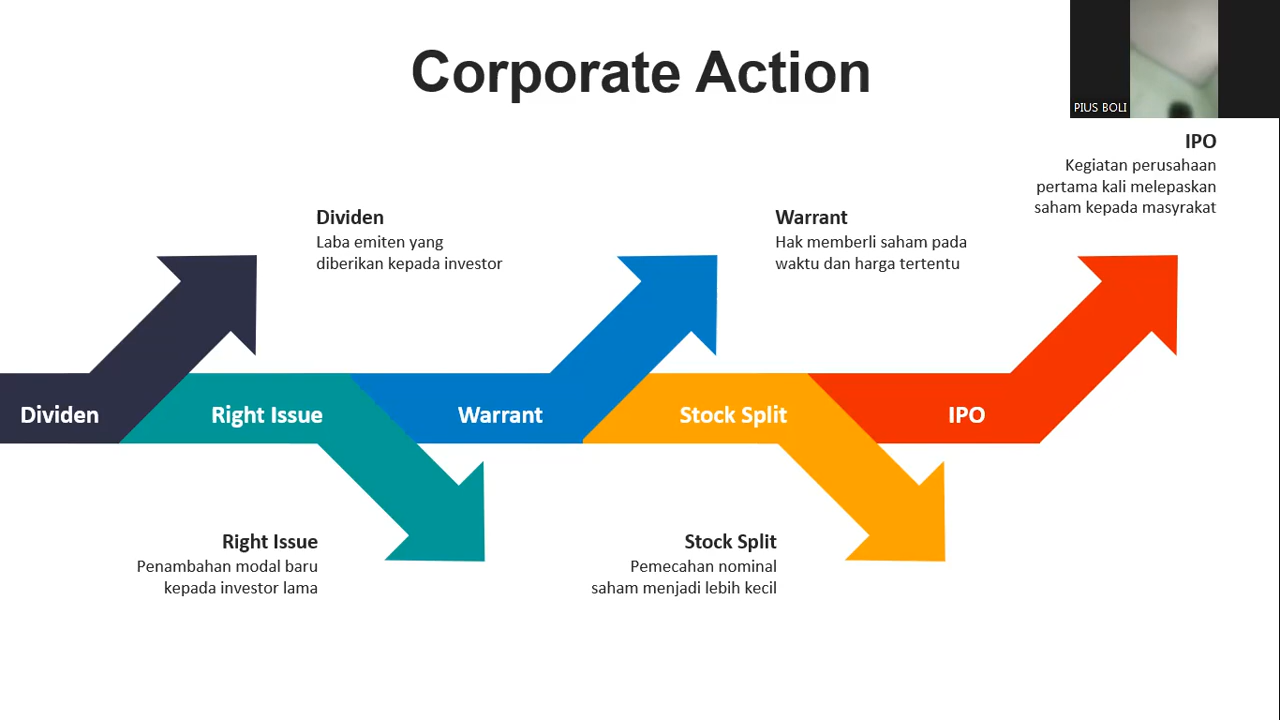 Corporate Action
PIUS BOLI
IPO
Kegiatan perusahaan
pertama kali melepaskan
saham kepada masyrakat
Dividen
Laba emiten yang
diberikan kepada investor
Warrant
Hak memberli saham pada
waktu dan harga tertentu
Dividen
Right Issue
Warrant
Stock Split
IPO
Right Issue
Penambahan modal baru
kepada investor lama
Stock Split
Pemecahan nominal
saham menjadi lebih kecil